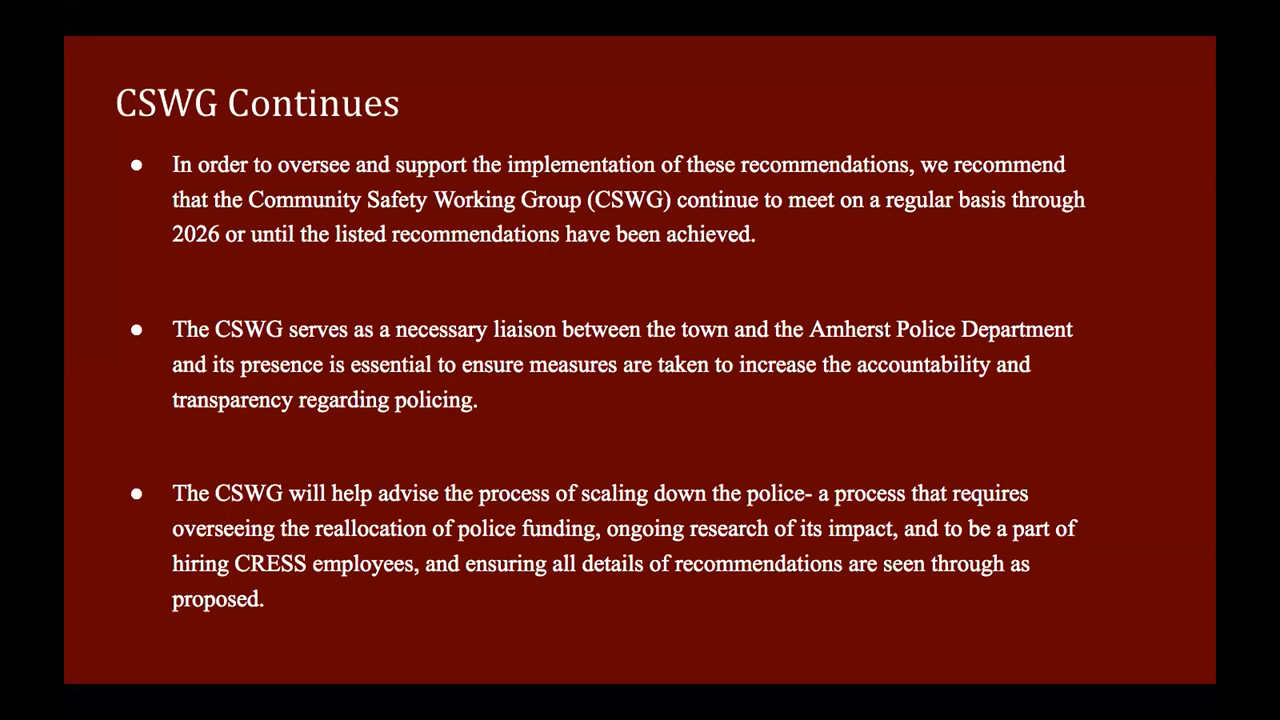 CSWG Continues
● In order to oversee and support the implementation of these recommendations, we recommend
that the Community Safety Working Group (CSWG) continue to meet on a regular basis through
2026 or until the listed recommendations have been achieved.
● The CSWG serves as a necessary liaison between the town and the Amherst Police Department
and its presence is essential to ensure measures are taken to increase the accountability and
transparency regarding policing.
● The CSWG will help advise the process of scaling down the police- a process that requires
overseeing the reallocation of police funding, ongoing research of its impact, and to be a part of
hiring CRESS employees, and ensuring all details of recommendations are seen through as
proposed.